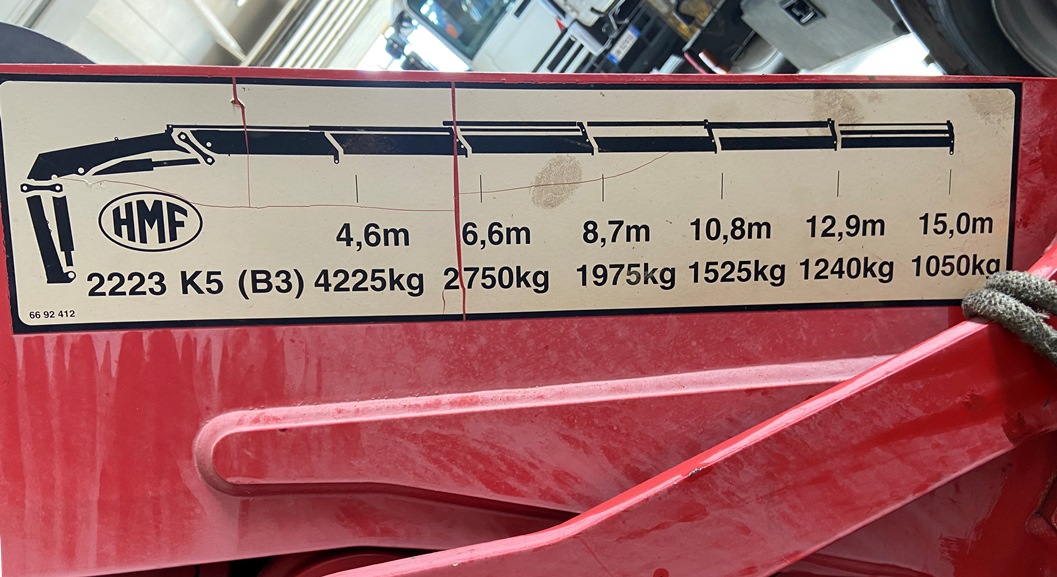 HMF
4,6m 6,6m 8,7m 10,8m 12,9m 15,0m
2223 K5 (B3) 4225kg 2750kg 1975kg 1525kg 1240kg 1050kg
66 92 412